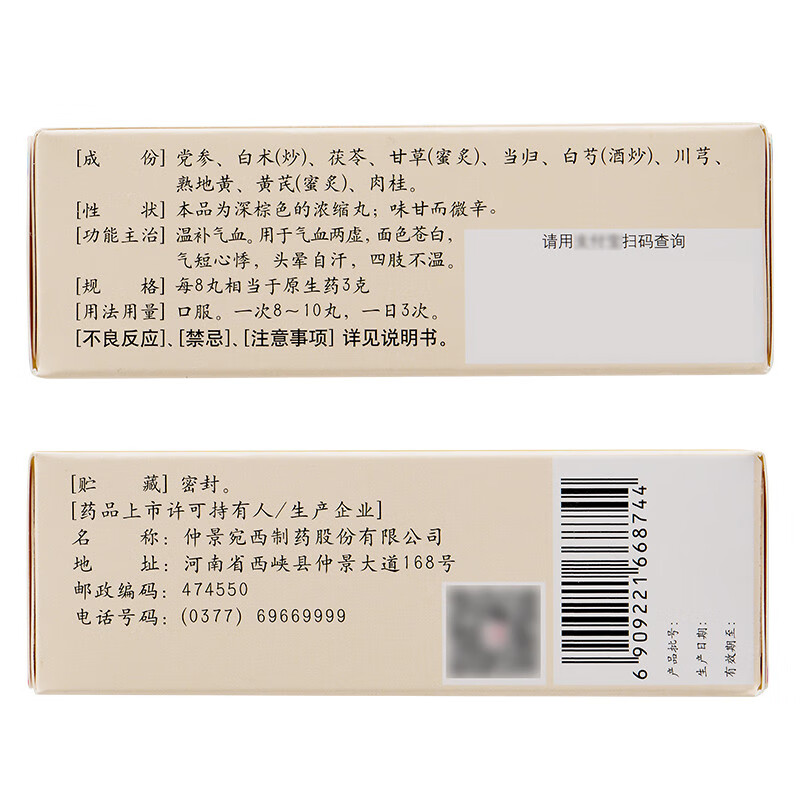 [成　份] 党参、白术(炒)、茯苓、甘草(蜜炙)、当归、白芍(酒炒)、川芎、
熟地黄、黄芪(蜜炙)、肉桂。
[性　状] 本品为深棕色的浓缩丸；味甘而微辛。
[功能主治] 温补气血。用于气血两虚，面色苍白，
气短心悸，头晕自汗，四肢不温。
[规　格] 每8丸相当于原生药3克
[用法用量] 口服。一次8～10丸，一日3次。
[不良反应]、[禁忌]、[注意事项] 详见说明书。
请用 扫码查询
[贮　藏] 密封。
[药品上市许可持有人/生产企业]
名　称：仲景宛西制药股份有限公司
地　址：河南省西峡县仲景大道168号
邮政编码：474550
电话号码：(0377) 69669999
6 909221 668744
产品批号：
生产日期：
有效期至：